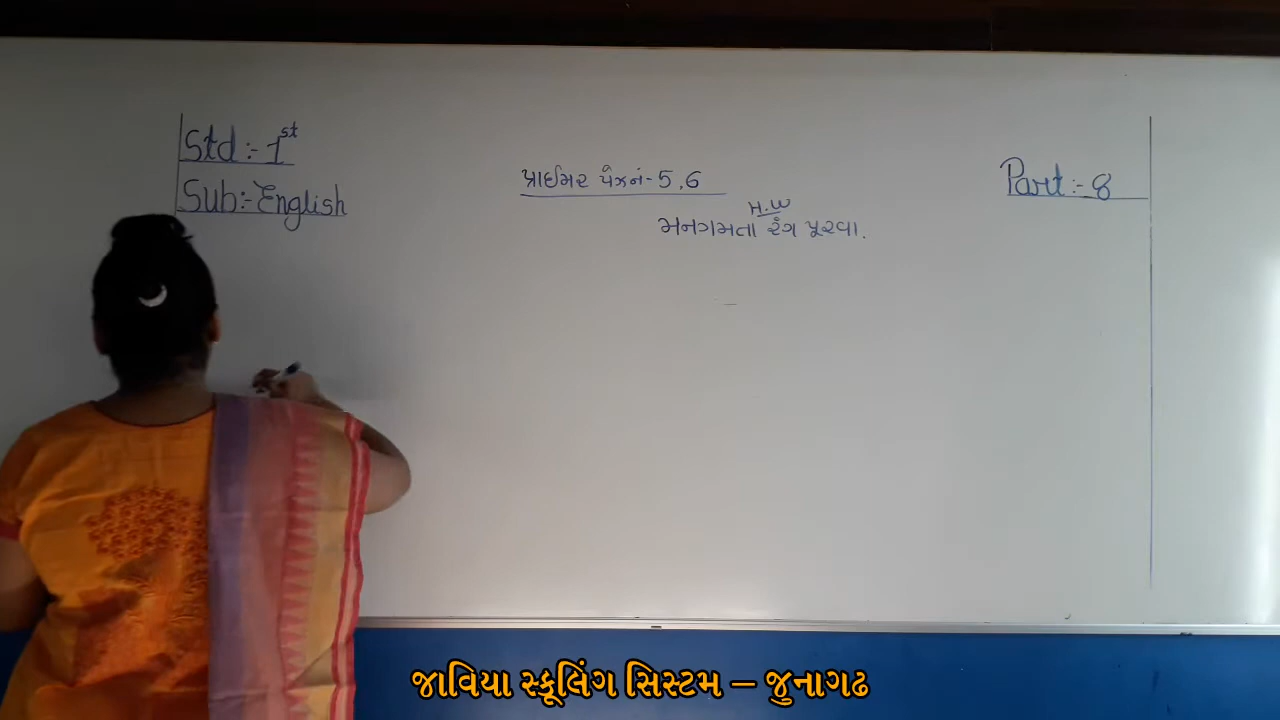 Std :- 1st
Sub:- English
પ્રાઈમર પેજનં- 5,6
H.W
મનગમતા રંગ પૂરવા.
Part :- 8
જાવિયા સ્કૂલિંગ સિસ્ટમ – જુનાગઢ